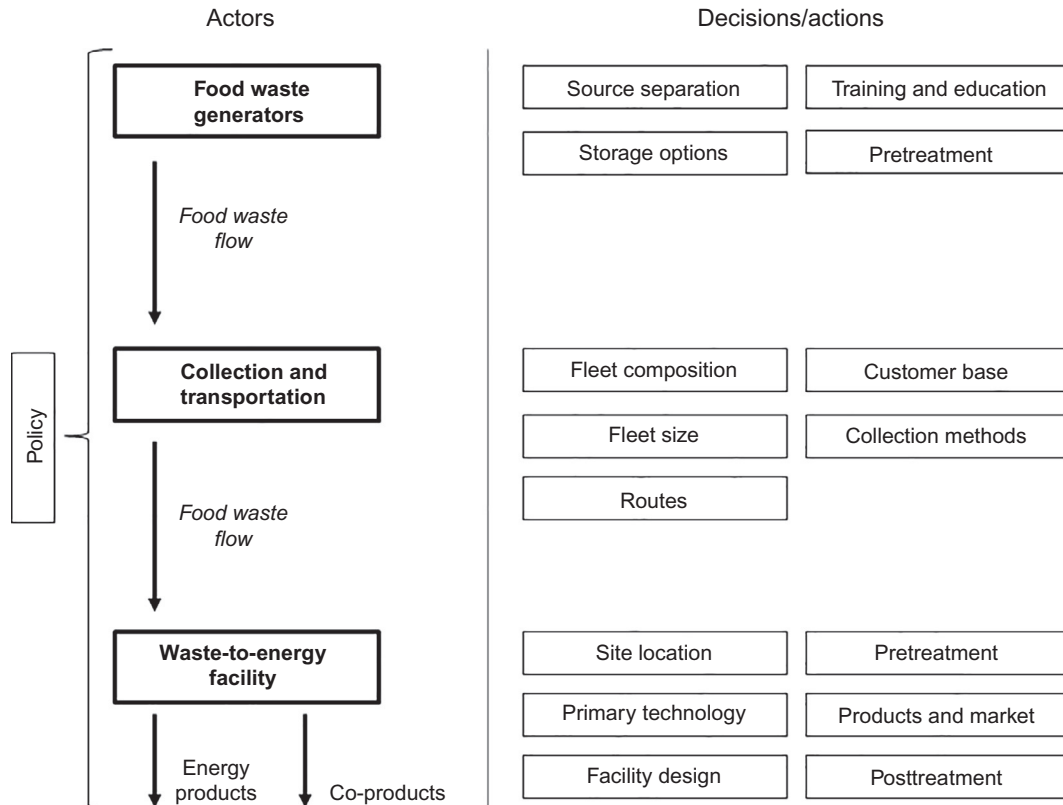 Actors
Decisions/actions
Food waste
generators
Source separation
Training and education
Storage options
Pretreatment
Food waste
flow
Policy
Collection and
transportation
Fleet composition
Customer base
Fleet size
Collection methods
Routes
Food waste
flow
Waste-to-energy
facility
Site location
Pretreatment
Primary technology
Products and market
Facility design
Posttreatment
Energy
products
Co-products